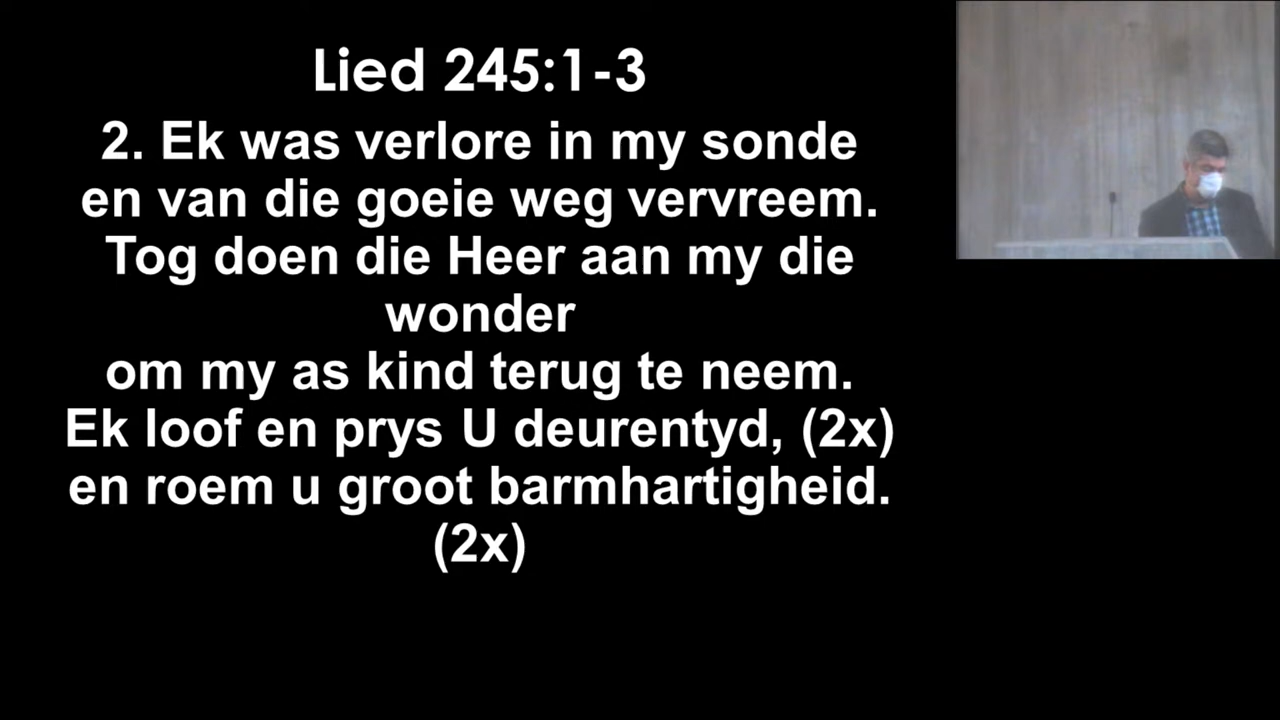 Lied 245:1-3
2. Ek was verlore in my sonde
en van die goeie weg vervreem.
Tog doen die Heer aan my die
wonder
om my as kind terug te neem.
Ek loof en prys U deurentyd, (2x)
en roem u groot barmhartigheid.
(2x)